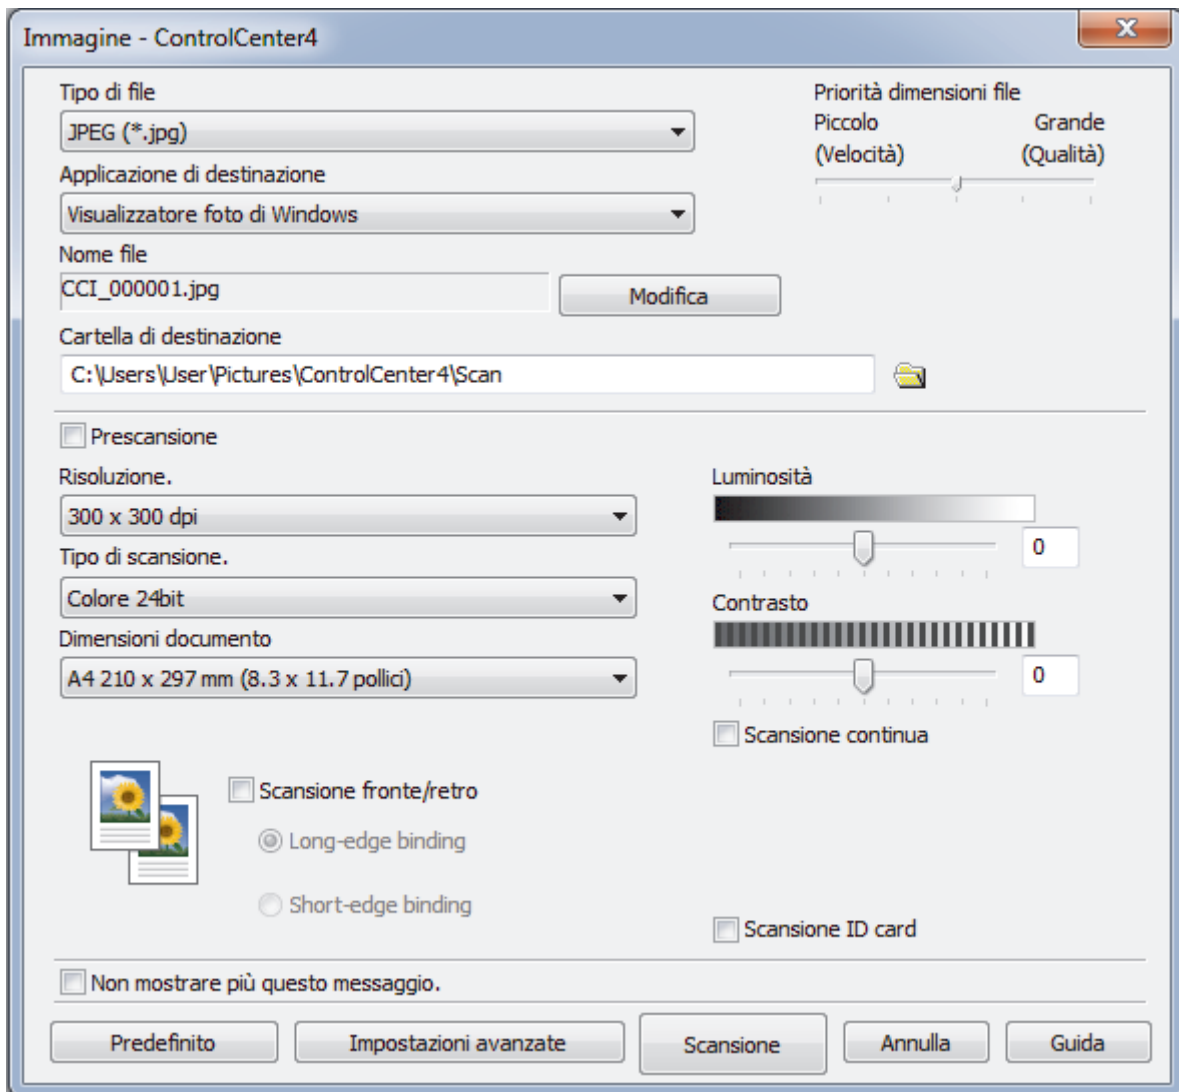 Immagine - ControlCenter4
Tipo di file
JPEG (*.jpg)
Applicazione di destinazione
Visualizzatore foto di Windows
Nome file
CCI_000001.jpg
Modifica
Cartella di destinazione
C:\Users\User\Pictures\ControlCenter4\Scan
Priorità dimensioni file
Piccolo Grande
(Velocità) (Qualità)
Prescansione
Risoluzione.
300 x 300 dpi
Tipo di scansione.
Colore 24bit
Dimensioni documento
A4 210 x 297 mm (8.3 x 11.7 pollici)
Luminosità
0
Contrasto
0
Scansione continua
Scansione fronte/retro
Long-edge binding
Short-edge binding
Scansione ID card
Non mostrare più questo messaggio.
Predefinito Impostazioni avanzate Scansione Annulla Guida